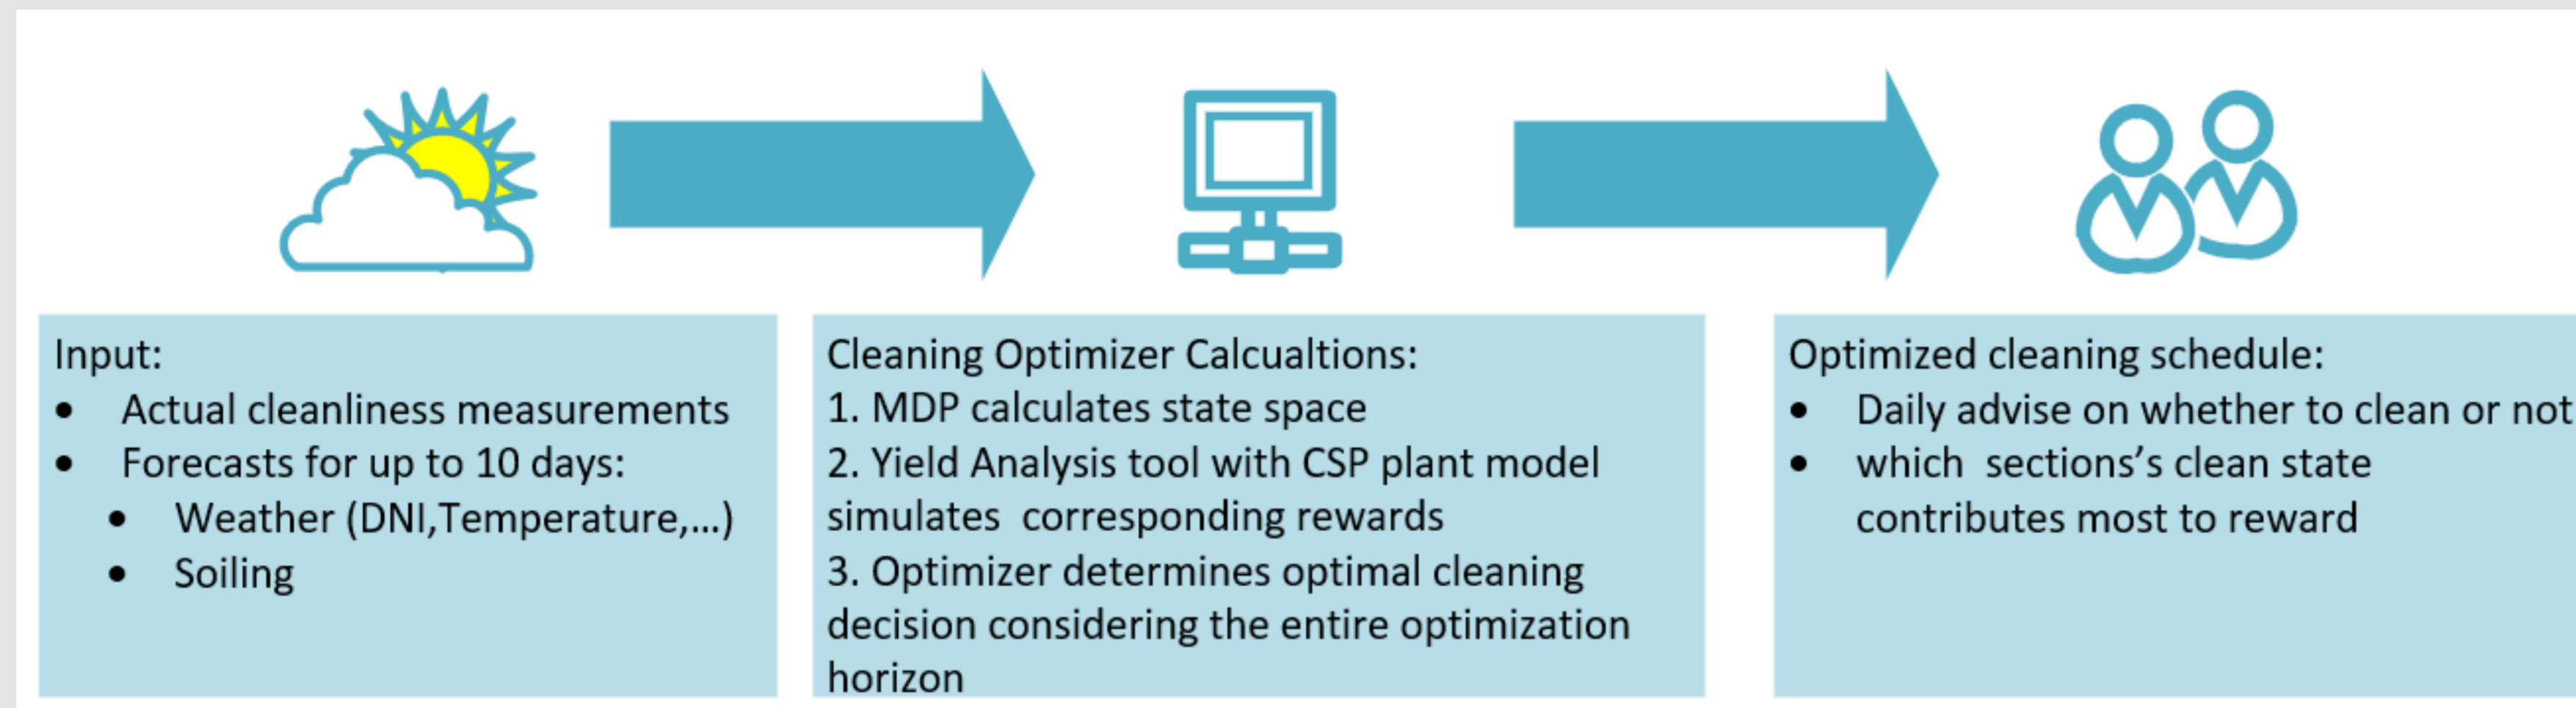 Input:
• Actual cleanliness measurements
• Forecasts for up to 10 days:
• Weather (DNI,Temperature,...)
• Soiling
Cleaning Optimizer Calcualtions:
1. MDP calculates state space
2. Yield Analysis tool with CSP plant model
simulates  corresponding rewards
3. Optimizer determines optimal cleaning
decision considering the entire optimization
horizon
Optimized cleaning schedule:
• Daily advise on whether to clean or not
• which  sections’s clean state
contributes most to reward